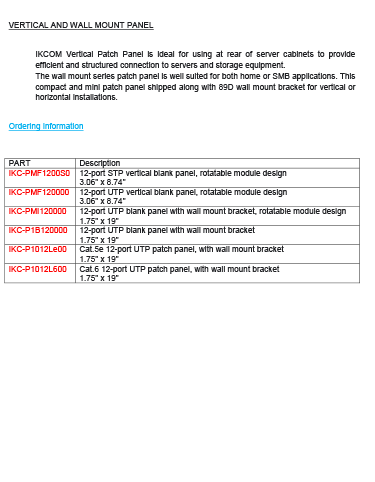 VERTICAL AND WALL MOUNT PANEL
IKCOM Vertical Patch Panel is ideal for using at rear of server cabinets to provide
efficient and structured connection to servers and storage equipment.
The wall mount series patch panel is well suited for both home or SMB applications. This
compact and mini patch panel shipped along with 89D wall mount bracket for vertical or
horizontal installations.
Ordering Information
PART Description
IKC-PMF1200S0 12-port STP vertical blank panel, rotatable module design
3.06" x 8.74"
IKC-PMF120000 12-port UTP vertical blank panel, rotatable module design
3.06" x 8.74"
IKC-PMI120000 12-port UTP blank panel with wall mount bracket, rotatable module design
1.75" x 19"
IKC-P1B120000 12-port UTP blank panel with wall mount bracket
1.75" x 19"
IKC-P1012Le00 Cat.5e 12-port UTP patch panel, with wall mount bracket
1.75" x 19"
IKC-P1012L600 Cat.6 12-port UTP patch panel, with wall mount bracket
1.75" x 19"